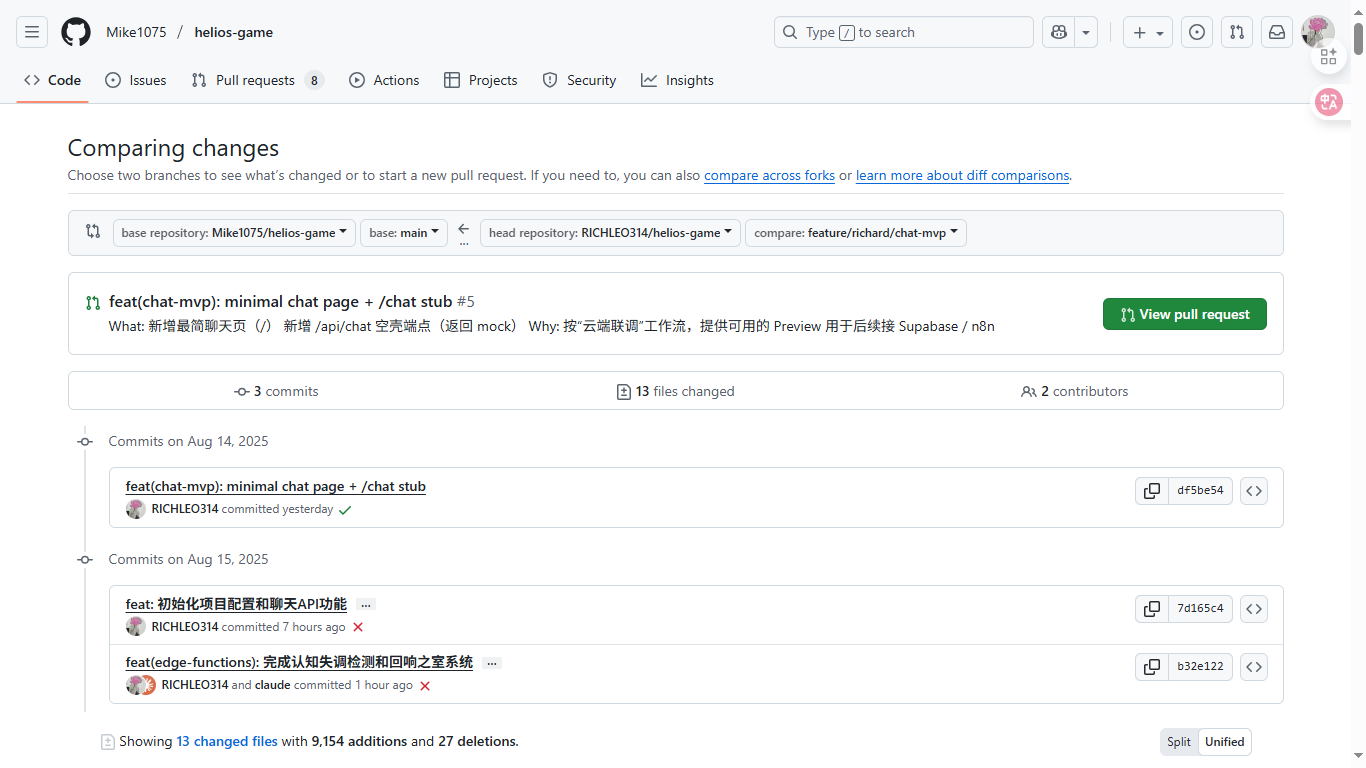 Mike1075 / helios-game
Type / to search
Code
Issues
Pull requests 8
Actions
Projects
Security
Insights
中A
Comparing changes
Choose two branches to see what's changed or to start a new pull request. If you need to, you can also compare across forks or learn more about diff comparisons.
base repository: Mike1075/helios-game
base: main
...
head repository: RICHLEO314/helios-game
compare: feature/richard/chat-mvp
feat(chat-mvp): minimal chat page + /chat stub #5
What: 新增最简聊天页（/） 新增 /api/chat 空壳端点（返回 mock） Why: 按“云端联调”工作流，提供可用的 Preview 用于后续接 Supabase / n8n
View pull request
3 commits
13 files changed
2 contributors
Commits on Aug 14, 2025
feat(chat-mvp): minimal chat page + /chat stub
RICHLEO314 committed yesterday
df5be54
Commits on Aug 15, 2025
feat: 初始化项目配置和聊天API功能 ...
RICHLEO314 committed 7 hours ago
7d165c4
feat(edge-functions): 完成认知失调检测和回响之室系统 ...
RICHLEO314 and claude committed 1 hour ago
b32e122
Showing 13 changed files with 9,154 additions and 27 deletions.
Split
Unified